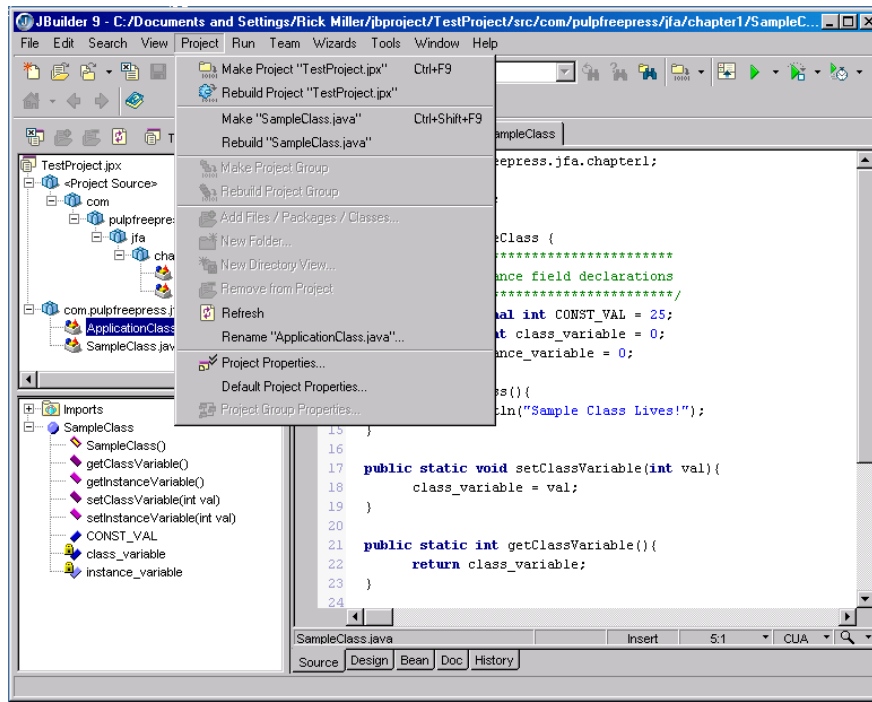 JBuilder 9 - C:/Documents and Settings/Rick Miller/jbproject/TestProject/src/com/pulpfreepress/jfa/chapter1/SampleC...
File Edit Search View Project Run Team Wizards Tools Window Help
Make Project "TestProject.jpx" Ctrl+F9
Rebuild Project "TestProject.jpx"
Make "SampleClass.java" Ctrl+Shift+F9
Rebuild "SampleClass.java"
Make Project Group
Rebuild Project Group
Add Files / Packages / Classes...
New Folder...
New Directory View...
Remove from Project
Refresh
Rename "ApplicationClass.java"...
Project Properties...
Default Project Properties...
Project Group Properties...
T
TestProject.jpx
<Project Source>
com
pulpfreepre
jfa
cha
com.pulpfreepress.j
ApplicationClass
SampleClass.jav
Imports
SampleClass
SampleClass()
getClassVariable()
getInstanceVariable()
setClassVariable(int val)
setInstanceVariable(int val)
CONST_VAL
class_variable
instance_variable
ampleClass
eepress.jfa.chapter1;
;
eClass {
************************
ance field declarations
************************/
nal int CONST_VAL = 25;
nt class_variable = 0;
ance_variable = 0;
ss(){
tln("Sample Class Lives!");
15 }
16
17 public static void setClassVariable(int val){
18 class_variable = val;
19 }
20
21 public static int getClassVariable(){
22 return class_variable;
23 }
24
SampleClass.java Insert 5:1 CUA
Source Design Bean Doc History